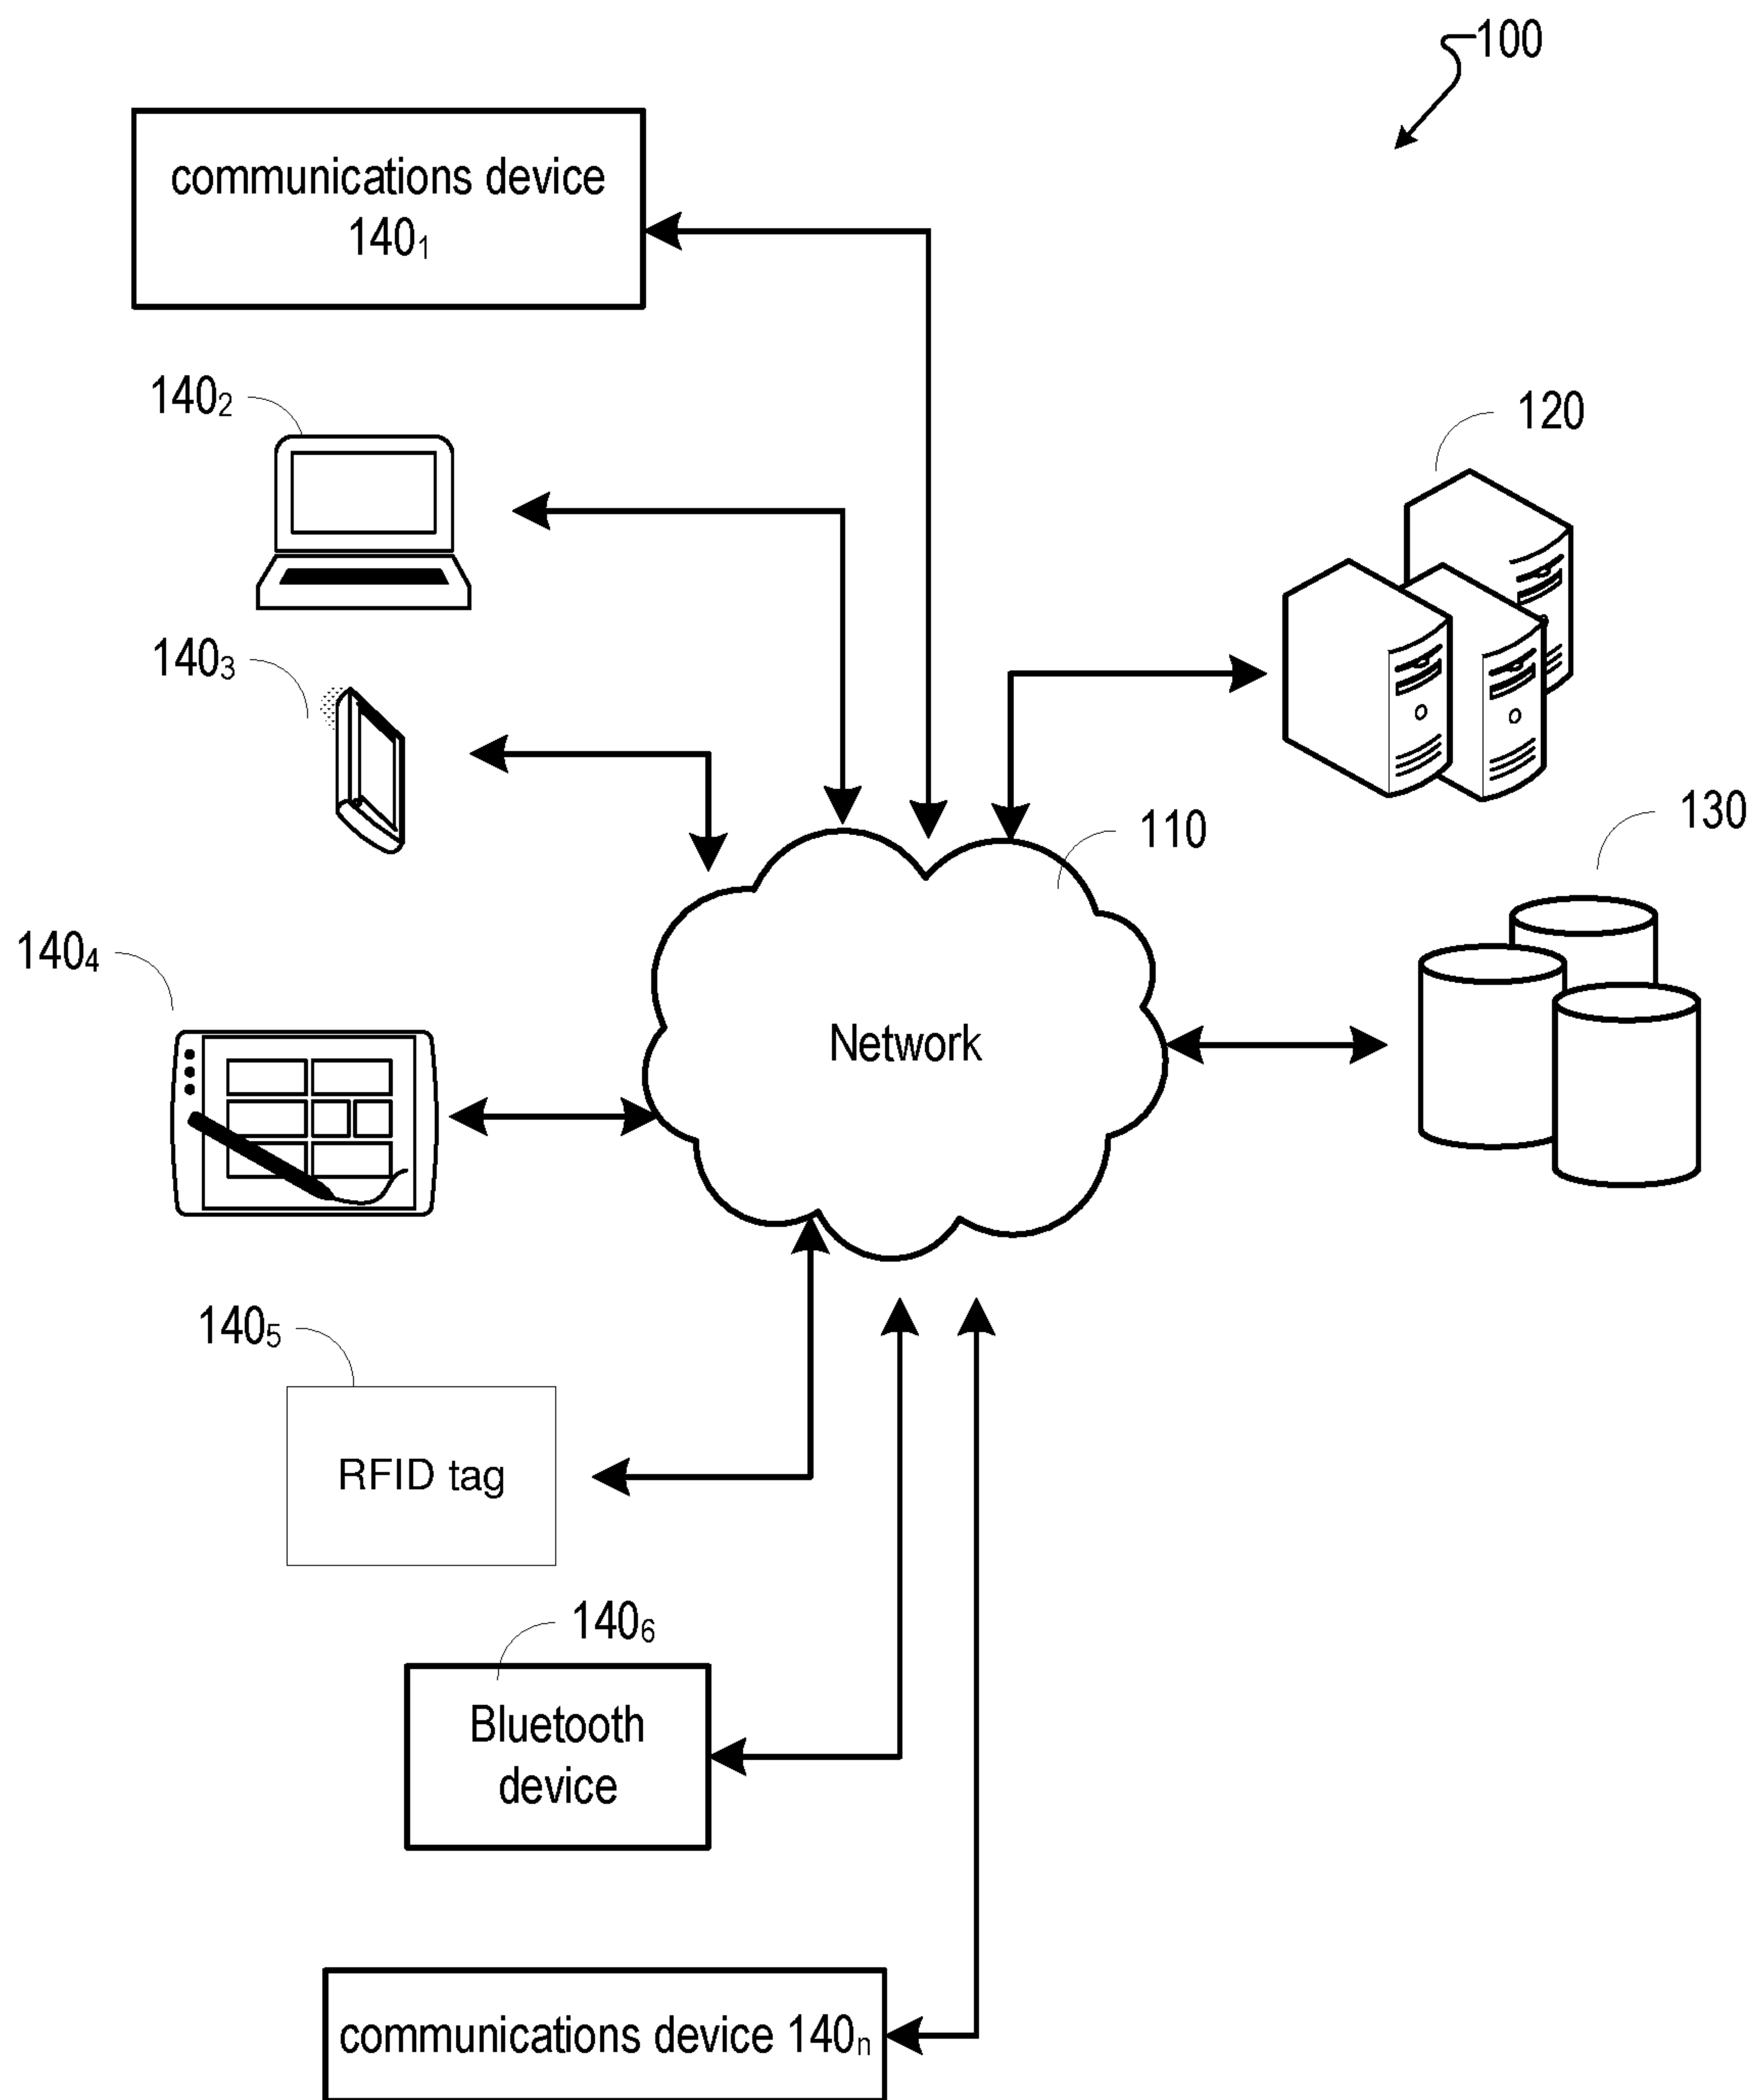 100
communications device
140₁
140₂
120
140₃
110
130
140₄
Network
140₅
RFID tag
140₆
Bluetooth
device
communications device 140ₙ